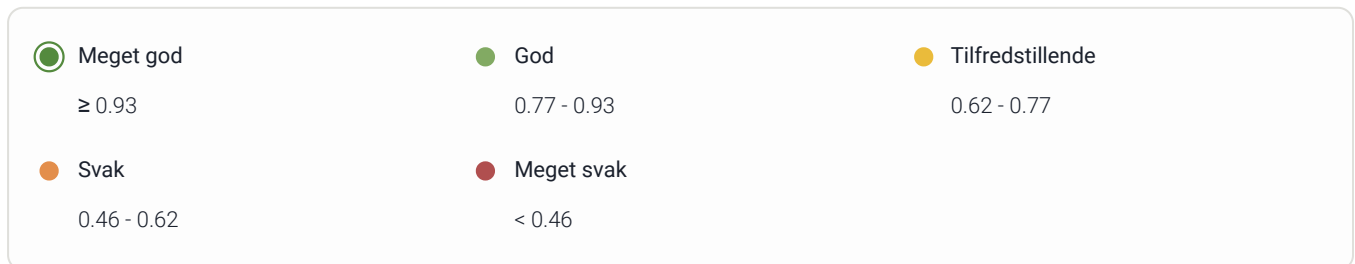 Meget god
≥ 0.93
God
0.77 - 0.93
Tilfredstillende
0.62 - 0.77
Svak
0.46 - 0.62
Meget svak
< 0.46